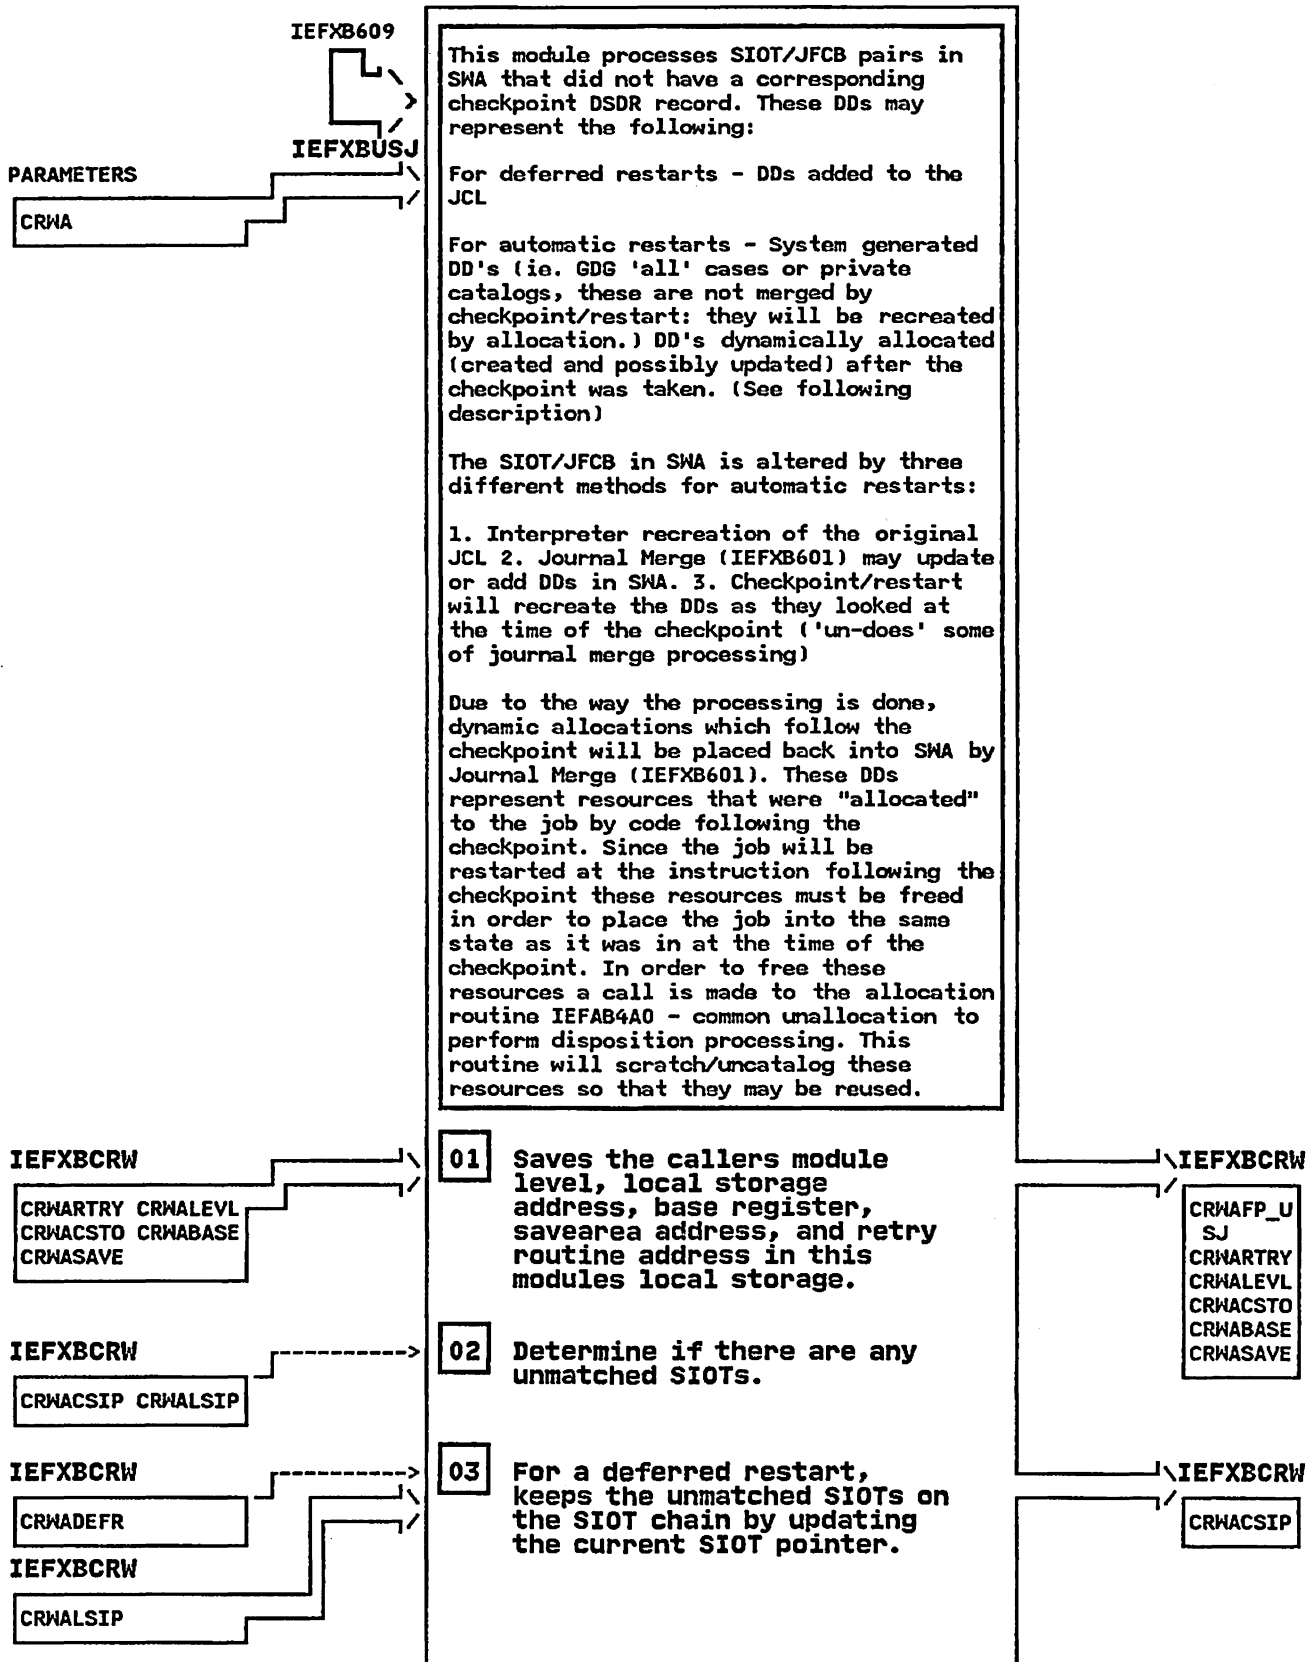 IEFXB609
IEFXBUSJ
PARAMETERS
CRWA
This module processes SIOT/JFCB pairs in
SWA that did not have a corresponding
checkpoint DSDR record. These DDs may
represent the following:
For deferred restarts - DDs added to the
JCL
For automatic restarts - System generated
DD's (ie. GDG 'all' cases or private
catalogs, these are not merged by
checkpoint/restart: they will be recreated
by allocation.) DD's dynamically allocated
(created and possibly updated) after the
checkpoint was taken. (See following
description)
The SIOT/JFCB in SWA is altered by three
different methods for automatic restarts:
1. Interpreter recreation of the original
JCL 2. Journal Merge (IEFXB601) may update
or add DDs in SWA. 3. Checkpoint/restart
will recreate the DDs as they looked at
the time of the checkpoint ('un-does' some
of journal merge processing)
Due to the way the processing is done,
dynamic allocations which follow the
checkpoint will be placed back into SWA by
Journal Merge (IEFXB601). These DDs
represent resources that were "allocated"
to the job by code following the
checkpoint. Since the job will be
restarted at the instruction following the
checkpoint these resources must be freed
in order to place the job into the same
state as it was in at the time of the
checkpoint. In order to free these
resources a call is made to the allocation
routine IEFAB4A0 - common unallocation to
perform disposition processing. This
routine will scratch/uncatalog these
resources so that they may be reused.
IEFXBCRW
CRWARTRY CRWALEVL
CRWACSTO CRWABASE
CRWASAVE
01 Saves the callers module
level, local storage
address, base register,
savearea address, and retry
routine address in this
modules local storage.
IEFXBCRW
CRWAFP_U
SJ
CRWARTRY
CRWALEVL
CRWACSTO
CRWABASE
CRWASAVE
IEFXBCRW
CRWACSIP CRWALSIP
02 Determine if there are any
unmatched SIOTs.
IEFXBCRW
CRWADEFR
IEFXBCRW
CRWALSIP
03 For a deferred restart,
keeps the unmatched SIOTs on
the SIOT chain by updating
the current SIOT pointer.
IEFXBCRW
CRWACSIP